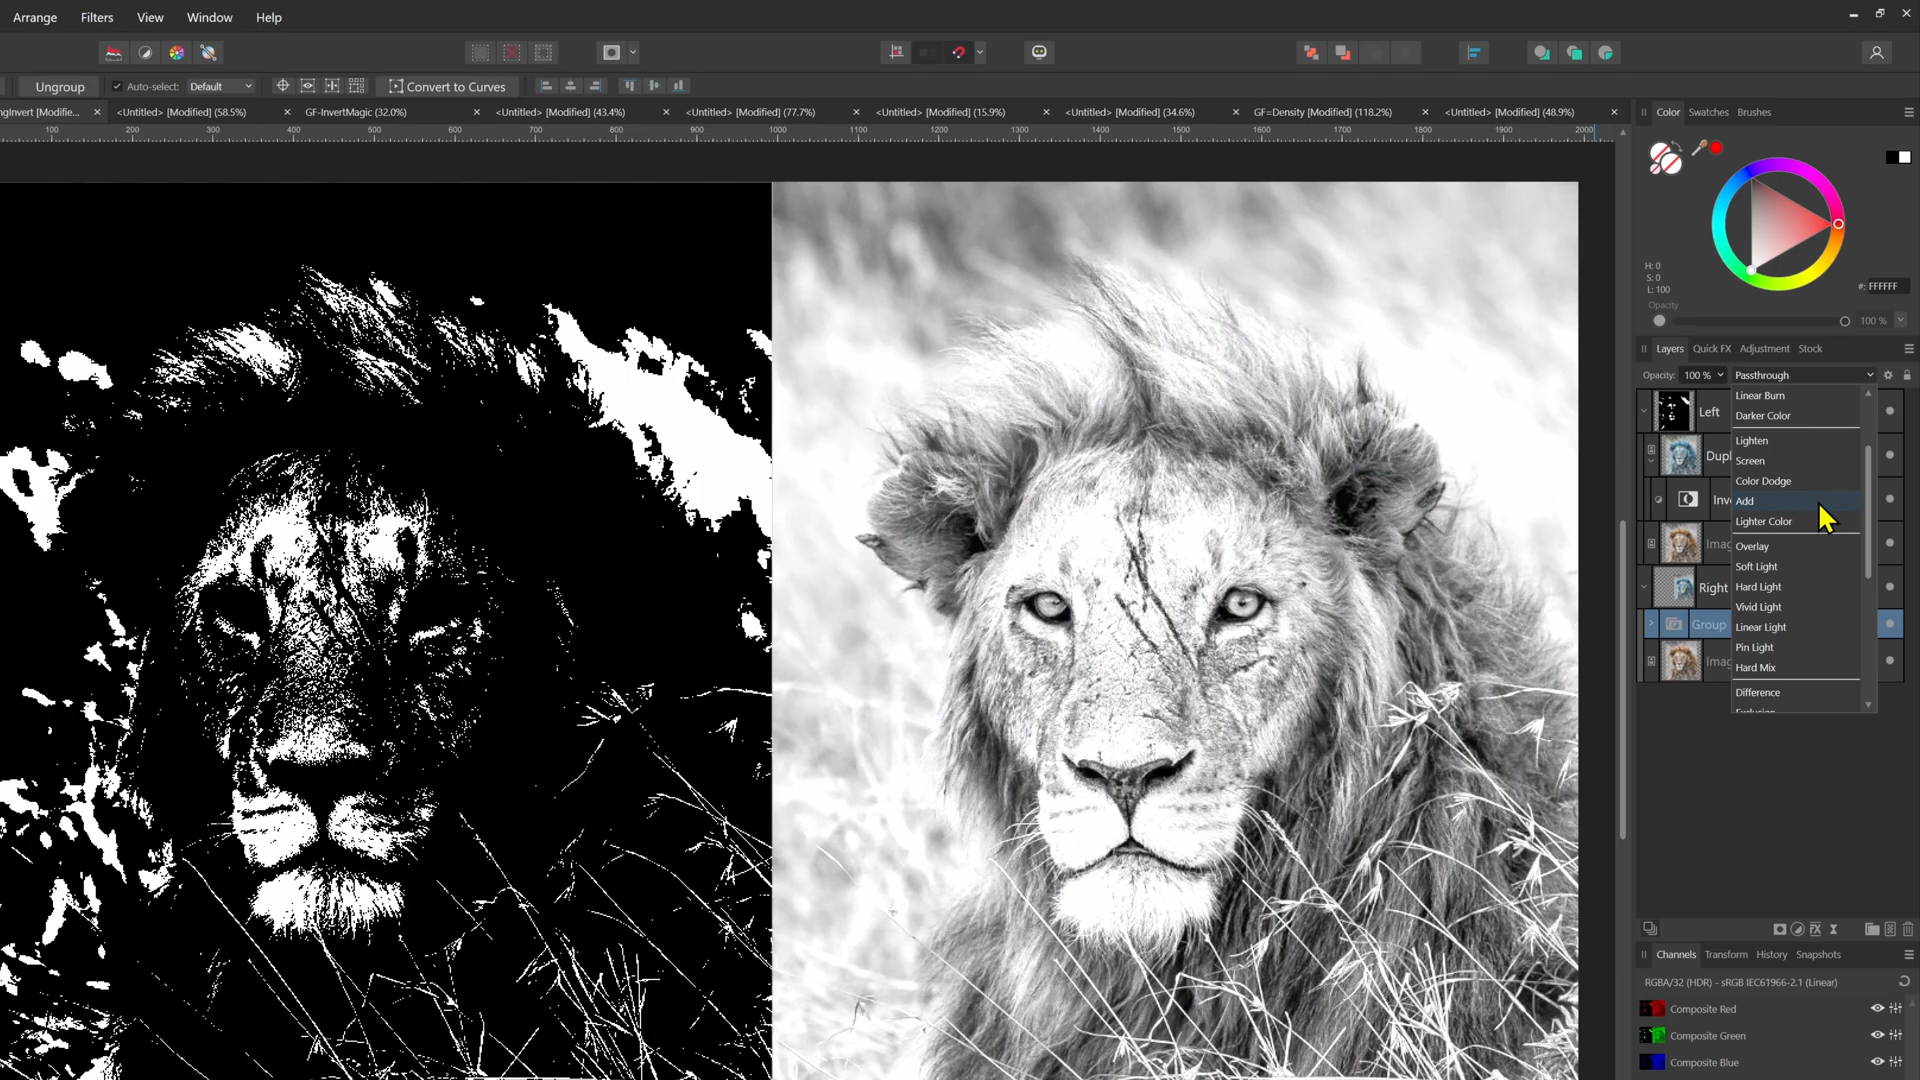 Arrange Filters View Window Help
Ungroup Auto-select: Default Convert to Curves
ngInvert [Modifie... <Untitled> [Modified] (58.5%) GF-InvertMagic (32.0%) <Untitled> [Modified] (43.4%) <Untitled> [Modified] (77.7%) <Untitled> [Modified] (15.9%) <Untitled> [Modified] (34.6%) GF=Density [Modified] (118.2%) <Untitled> [Modified] (48.9%)
100 200 300 400 500 600 700 800 900 1000 1100 1200 1300 1400 1500 1600 1700 1800 1900 2000
Color Swatches Brushes
H: 0
S: 0
L: 100
#: FFFFFF
Opacity
100 %
Layers Quick FX Adjustment Stock
Opacity: 100 % Passthrough
Linear Burn
Left
Darker Color
Lighten
Dupl
Screen
Color Dodge
Inve
Add
Lighter Color
Imag
Overlay
Soft Light
Right
Hard Light
Vivid Light
Group
Linear Light
Pin Light
Imag
Hard Mix
Difference
Exclusion
Channels Transform History Snapshots
RGBA/32 (HDR) - sRGB IEC61966-2.1 (Linear)
Composite Red
Composite Green
Composite Blue